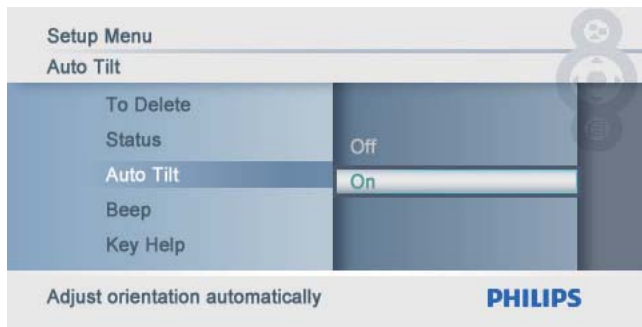 Setup Menu
Auto Tilt
To Delete
Status
Auto Tilt
Beep
Key Help
Off
On
Adjust orientation automatically
PHILIPS